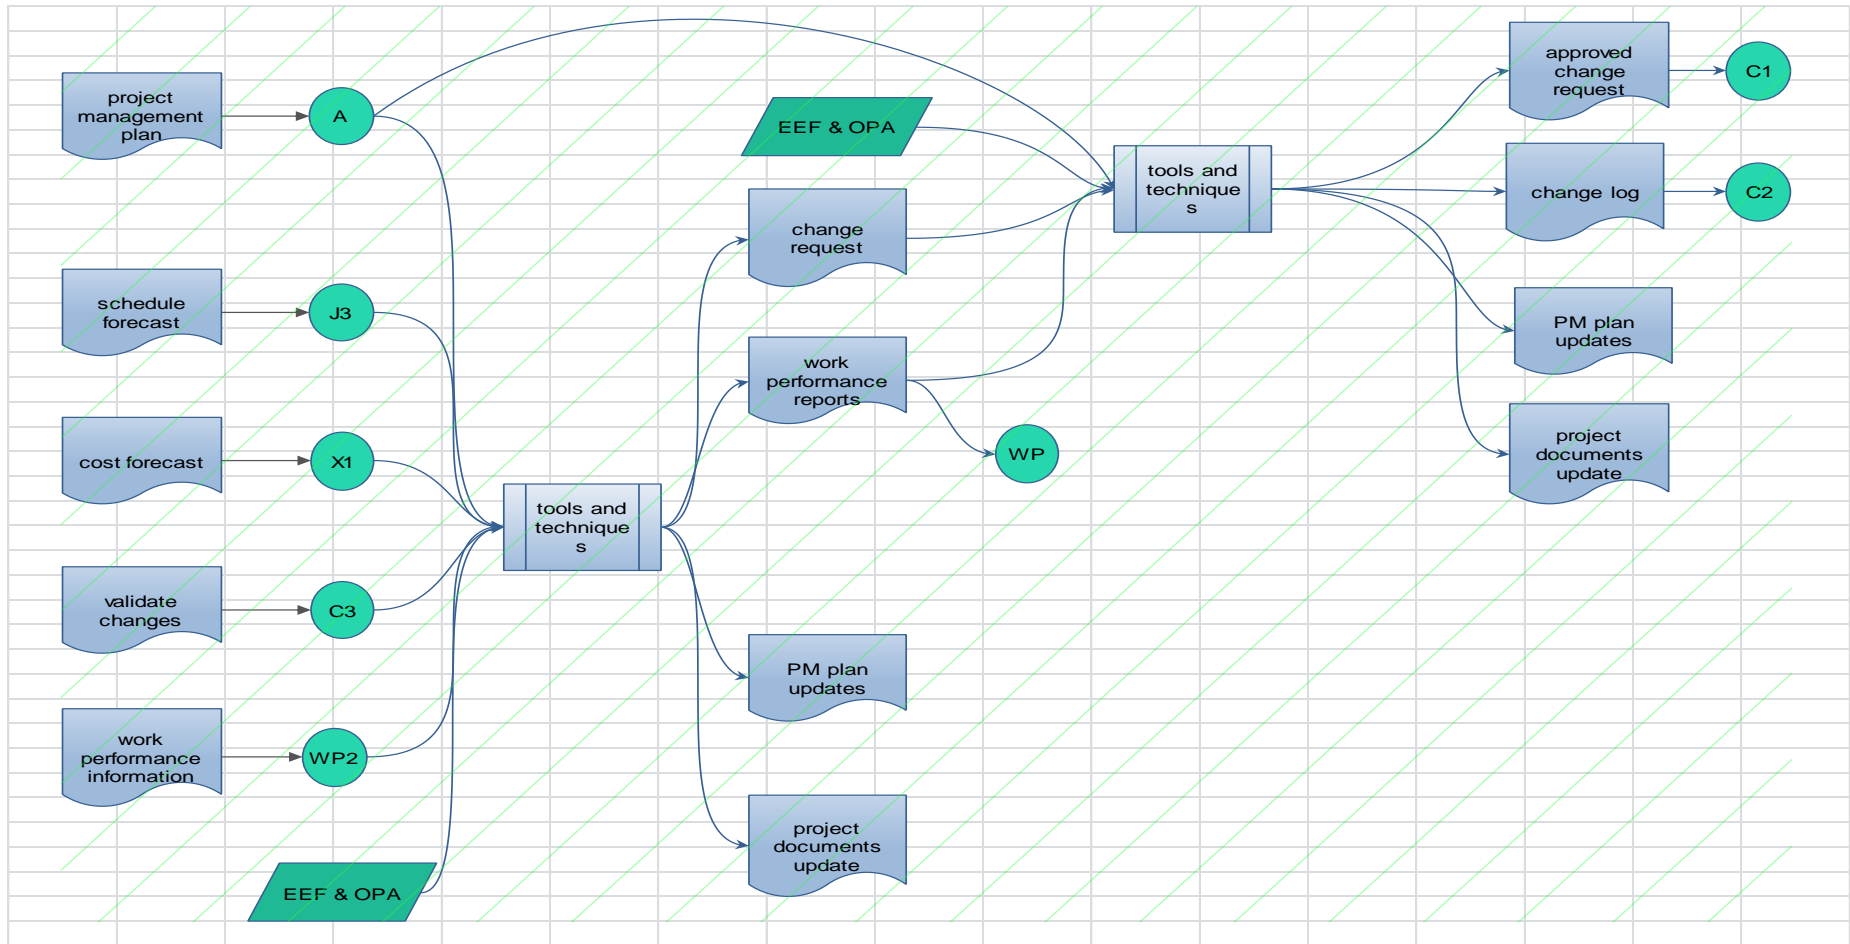 project
management
plan
A
schedule
forecast
J3
cost forecast
X1
validate
changes
C3
work
performance
information
WP2
EEF & OPA
tools and
technique
s
EEF & OPA
change
request
work
performance
reports
WP
PM plan
updates
project
documents
update
tools and
technique
s
approved
change
request
C1
change log
C2
PM plan
updates
project
documents
update